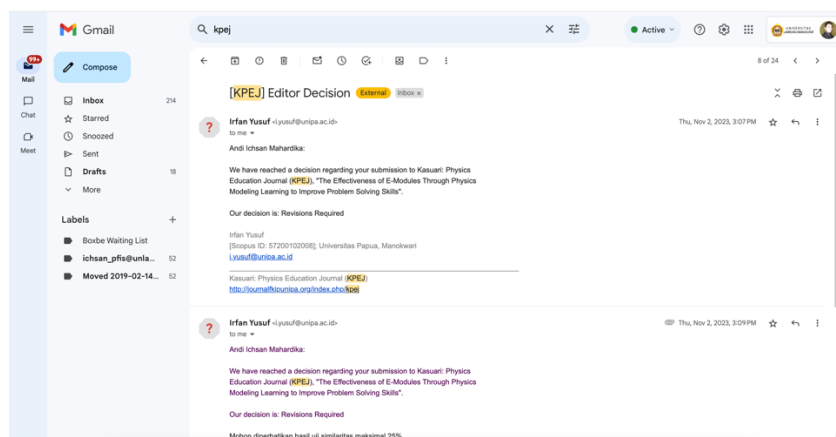 Gmail
kpej
Active
99+
Mail
Chat
Meet
Compose
Inbox 214
Starred
Snoozed
Sent
Drafts 18
More
Labels
Boxbe Waiting List
ichsan_pfis@unla... 52
Moved 2019-02-14... 52
8 of 24
[KPEJ] Editor Decision External Inbox x
Irfan Yusuf <i.yusuf@unipa.ac.id> Thu, Nov 2, 2023, 3:07 PM
to me
Andi Ichsan Mahardika:
We have reached a decision regarding your submission to Kasuari: Physics
Education Journal (KPEJ), "The Effectiveness of E-Modules Through Physics
Modeling Learning to Improve Problem Solving Skills".
Our decision is: Revisions Required
Irfan Yusuf
[Scopus ID: 57200102008]; Universitas Papua, Manokwari
i.yusuf@unipa.ac.id
Kasuari: Physics Education Journal (KPEJ)
http://journalfkipunipa.org/index.php/kpej
Irfan Yusuf <i.yusuf@unipa.ac.id> Thu, Nov 2, 2023, 3:09 PM
to me
Andi Ichsan Mahardika:
We have reached a decision regarding your submission to Kasuari: Physics
Education Journal (KPEJ), "The Effectiveness of E-Modules Through Physics
Modeling Learning to Improve Problem Solving Skills".
Our decision is: Revisions Required
Mohon diperhatikan hasil uji similaritas maksimal 25%